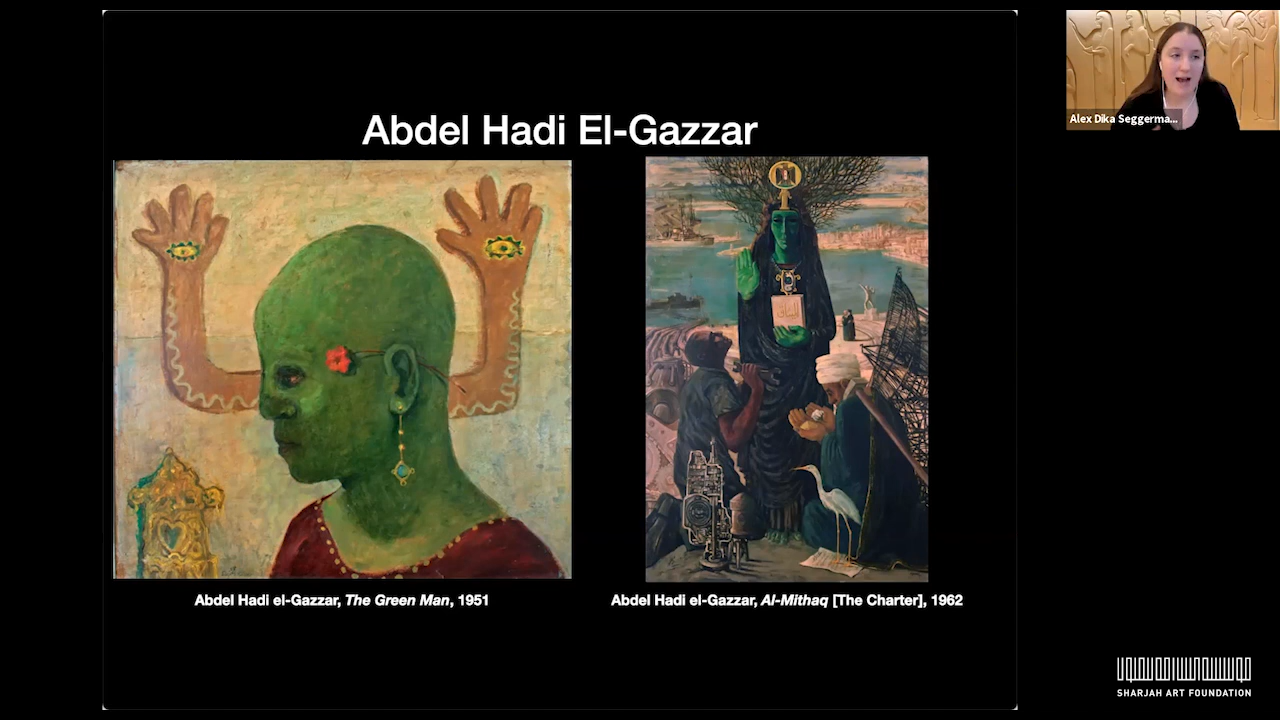 Abdel Hadi El-Gazzar
Alex Dika Seggerma...
الميثاق
Abdel Hadi el-Gazzar, The Green Man, 1951
Abdel Hadi el-Gazzar, Al-Mithaq [The Charter], 1962
SHARJAH ART FOUNDATION